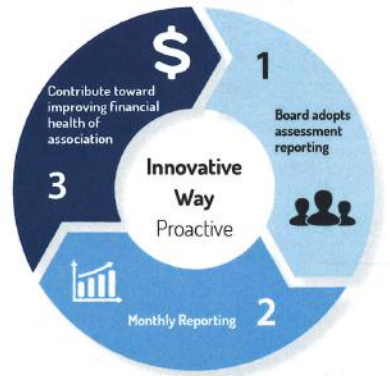 Innovative
Way
Proactive
1
Board adopts
assessment
reporting
Monthly Reporting 2
$
Contribute toward
improving financial
health of
association
3